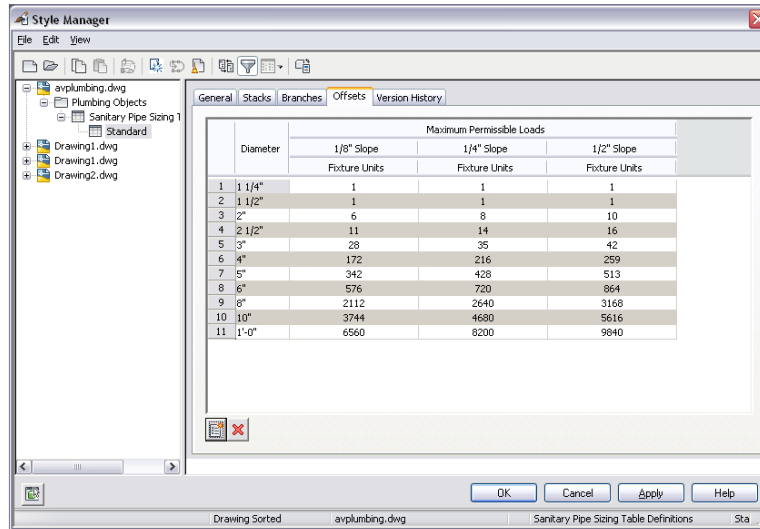 Style Manager
File Edit View
avplumbing.dwg
Plumbing Objects
Sanitary Pipe Sizing T
Standard
Drawing1.dwg
Drawing1.dwg
Drawing2.dwg
General Stacks Branches Offsets Version History
Maximum Permissible Loads
Diameter 1/8" Slope 1/4" Slope 1/2" Slope
Fixture Units Fixture Units Fixture Units
1 1 1/4" 1 1 1
2 1 1/2" 1 1 1
3 2" 6 8 10
4 2 1/2" 11 14 16
5 3" 28 35 42
6 4" 172 216 259
7 5" 342 428 513
8 6" 576 720 864
9 8" 2112 2640 3168
10 10" 3744 4680 5616
11 1'-0" 6560 8200 9840
OK Cancel Apply Help
Drawing Sorted avplumbing.dwg Sanitary Pipe Sizing Table Definitions Sta